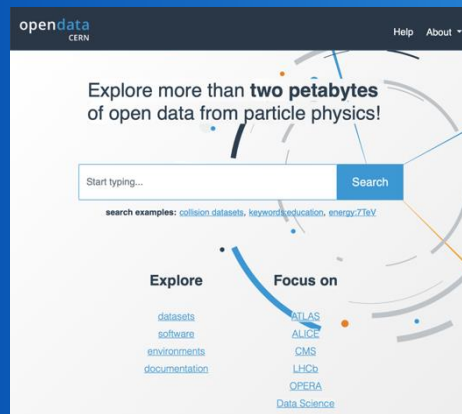 opendata
CERN
Help About
Explore more than two petabytes
of open data from particle physics!
Start typing...
Search
search examples: collision datasets, keywords:education, energy:7TeV
Explore
datasets
software
environments
documentation
Focus on
ATLAS
ALICE
CMS
LHCb
OPERA
Data Science